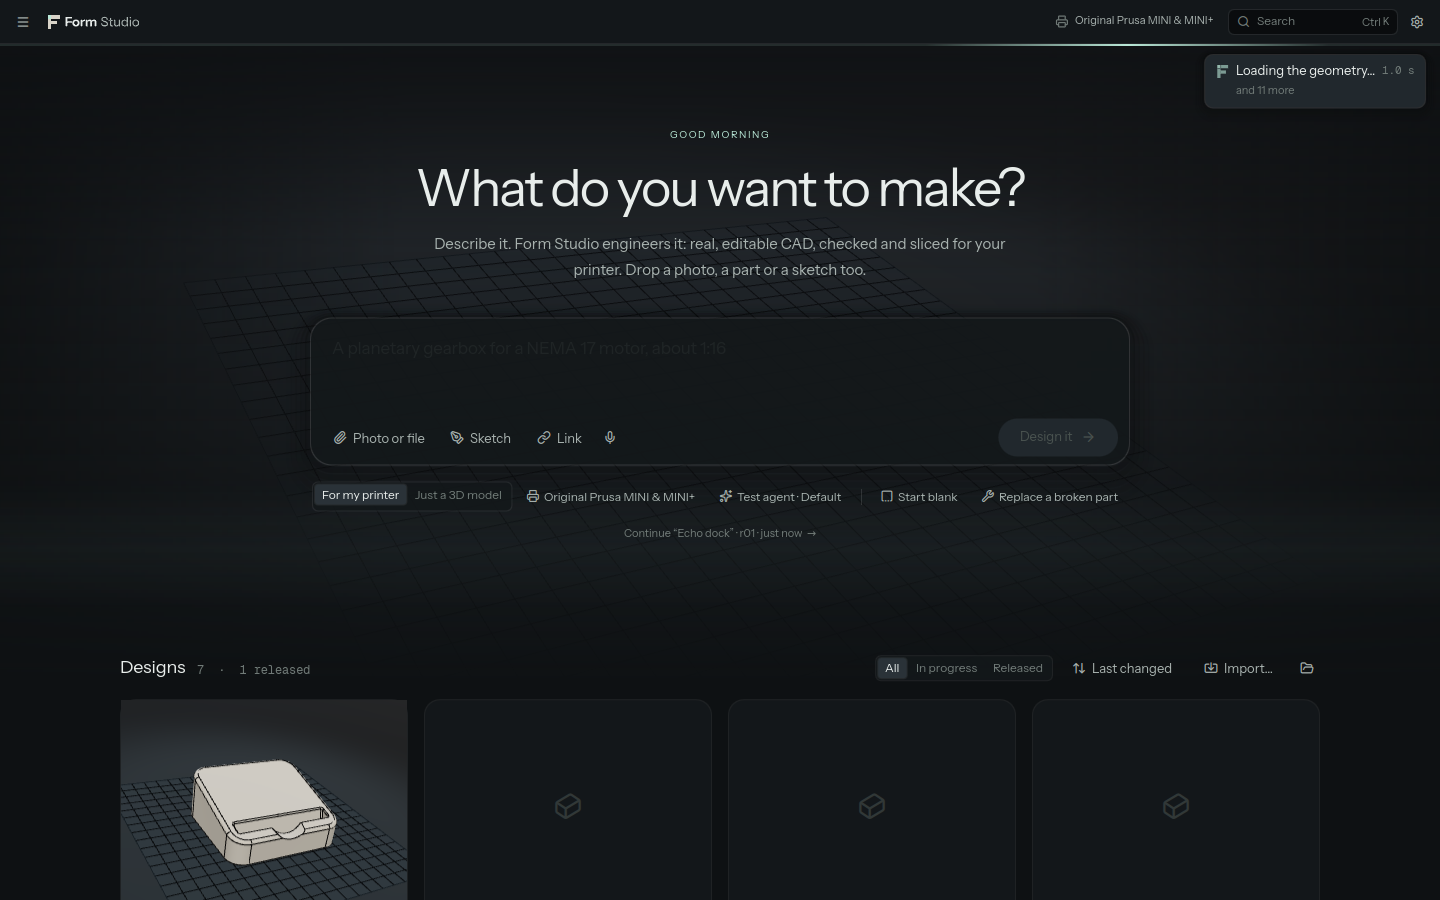 Form Studio
Original Prusa MINI & MINI+
Search
Ctrl K
Loading the geometry... 1.0 s
and 11 more
GOOD MORNING
What do you want to make?
Describe it. Form Studio engineers it: real, editable CAD, checked and sliced for your
printer. Drop a photo, a part or a sketch too.
A planetary gearbox for a NEMA 17 motor, about 1:16
Photo or file
Sketch
Link
Design it →
For my printer
Just a 3D model
Original Prusa MINI & MINI+
Test agent · Default
Start blank
Replace a broken part
Continue “Echo dock” · r01 · just now →
Designs 7 · 1 released
All
In progress
Released
Last changed
Import...